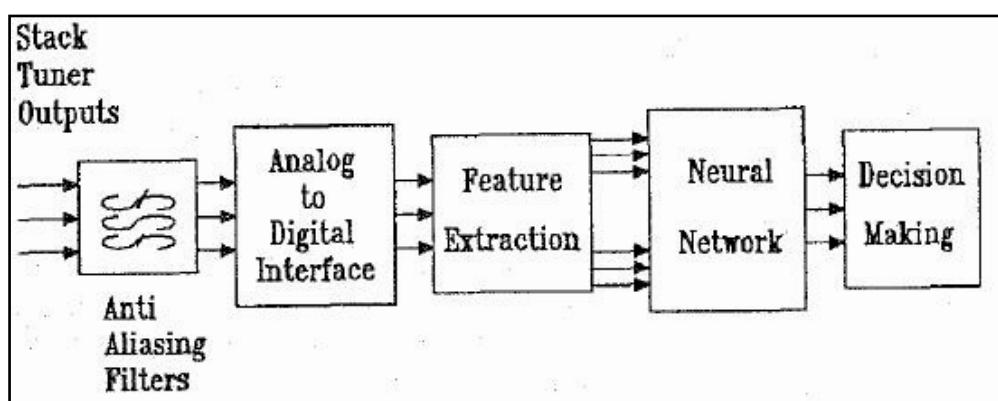 Stack
Tuner
Outputs
Anti
Aliasing
Filters
Analog
to
Digital
Interface
Feature
Extraction
Neural
Network
Decision
Making